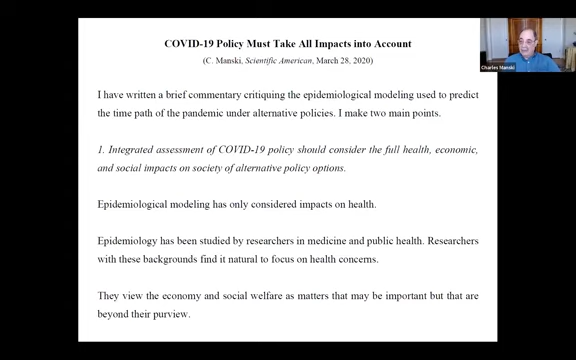 COVID-19 Policy Must Take All Impacts into Account
(C. Manski, Scientific American, March 28, 2020)
I have written a brief commentary critiquing the epidemiological modeling used to predict
the time path of the pandemic under alternative policies. I make two main points.
1. Integrated assessment of COVID-19 policy should consider the full health, economic,
and social impacts on society of alternative policy options.
Epidemiological modeling has only considered impacts on health.
Epidemiology has been studied by researchers in medicine and public health. Researchers
with these backgrounds find it natural to focus on health concerns.
They view the economy and social welfare as matters that may be important but that are
beyond their purview.
Charles Manski